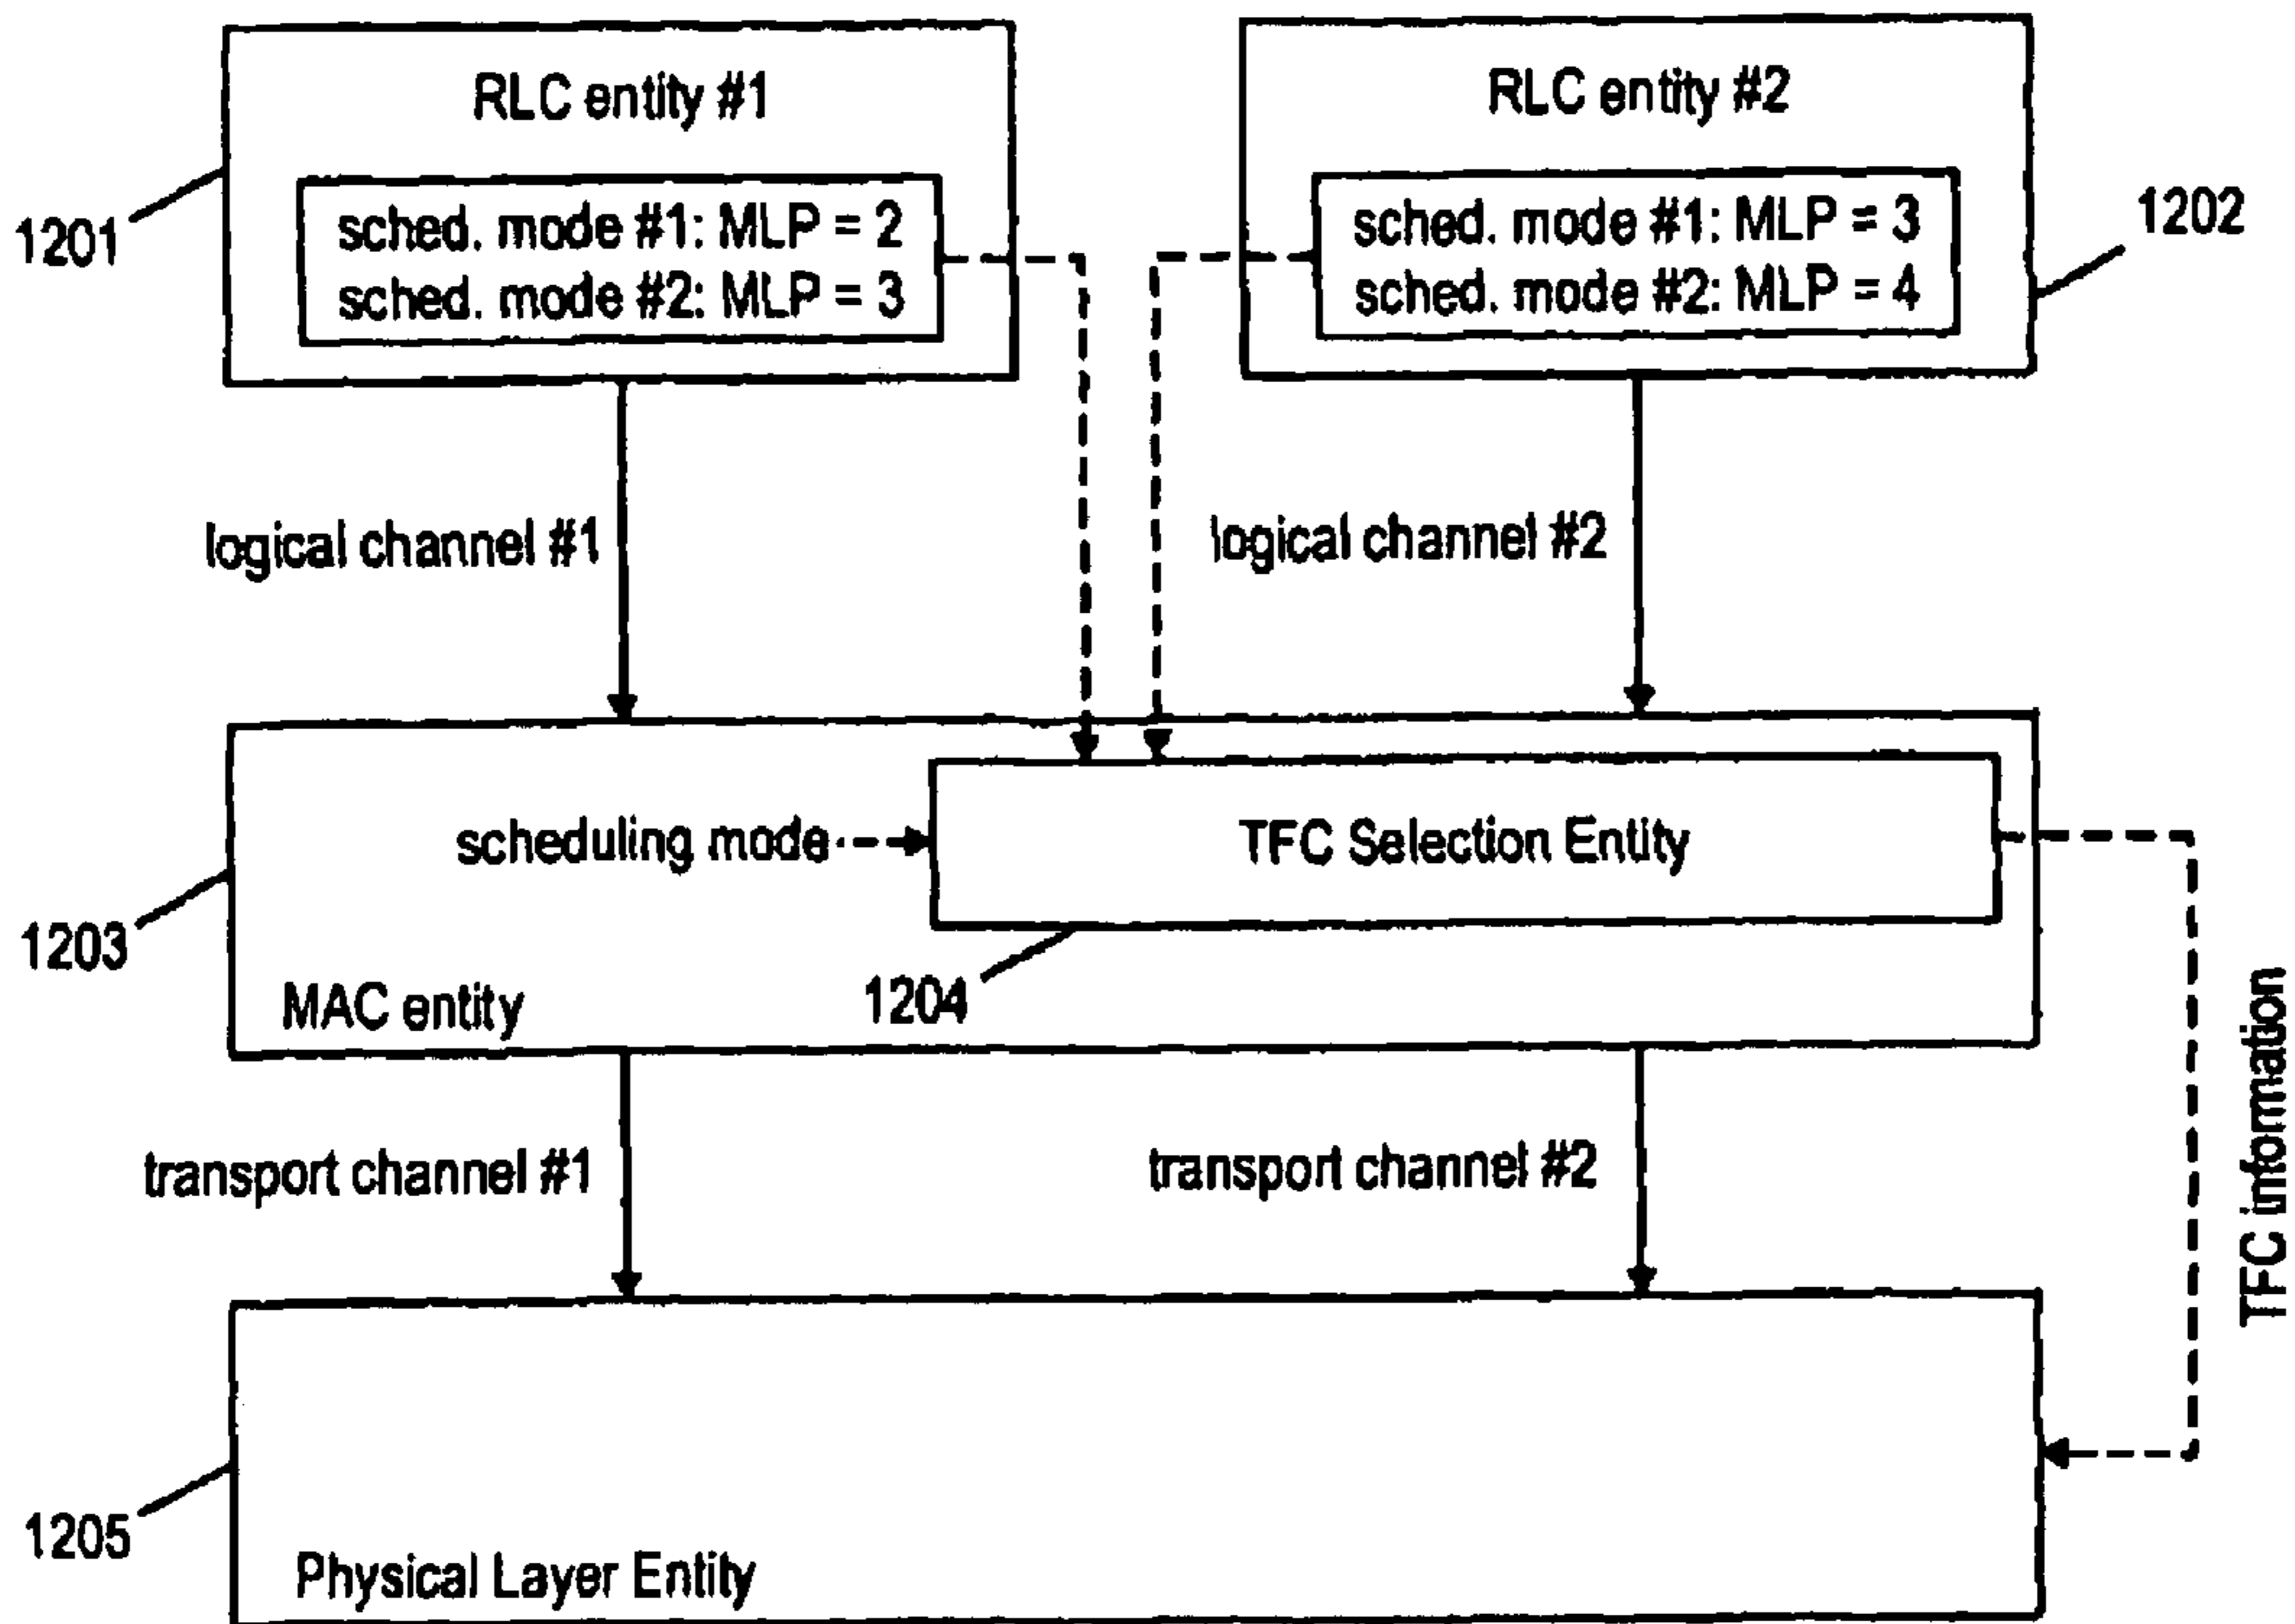 RLC entity #1
RLC entity #2
sched. mode #1: MLP = 2
sched. mode #2: MLP = 3
sched. mode #1: MLP = 3
sched. mode #2: MLP = 4
1201
1202
logical channel #1
logical channel #2
scheduling mode
TFC Selection Entity
1203
1204
MAC entity
TFC information
transport channel #1
transport channel #2
1205
Physical Layer Entity